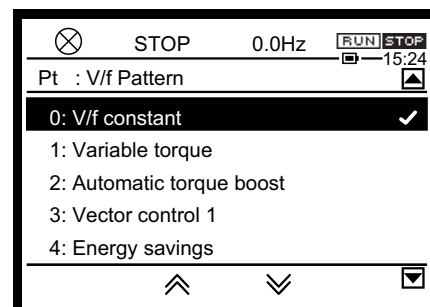 STOP 0.0Hz RUN STOP
15:24
Pt : V/f Pattern
0: V/f constant
1: Variable torque
2: Automatic torque boost
3: Vector control 1
4: Energy savings